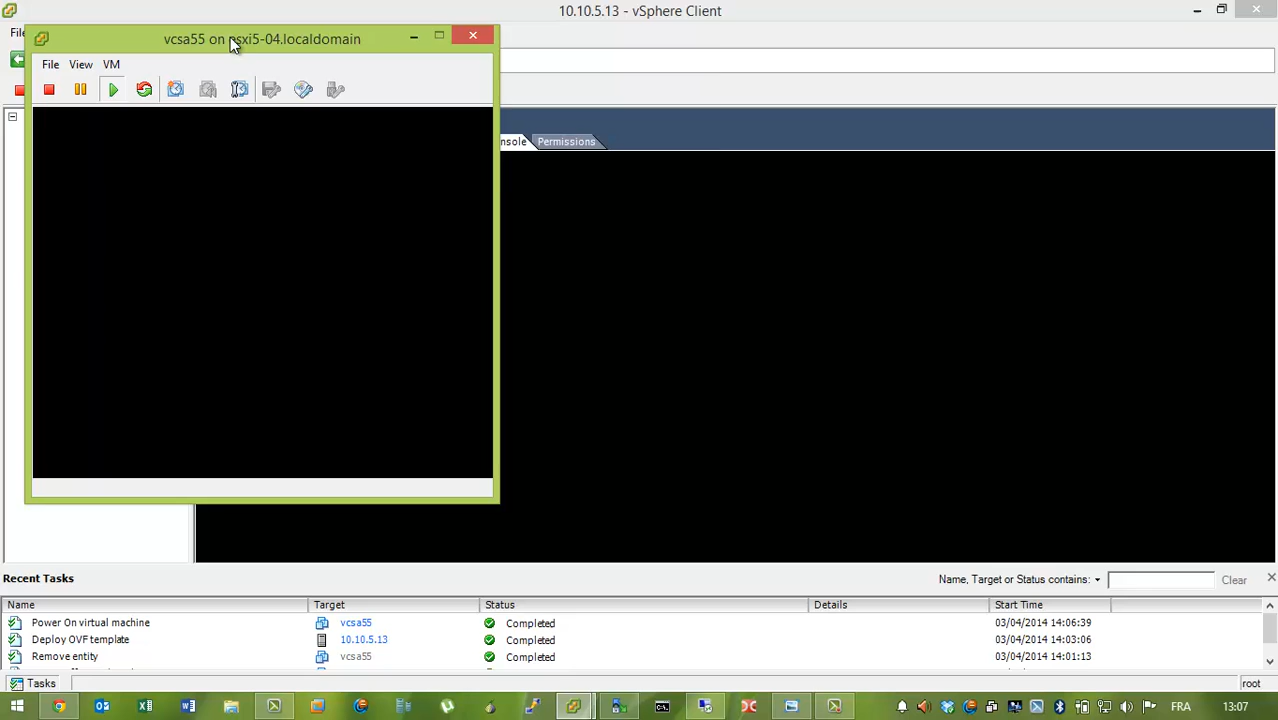 10.10.5.13 - vSphere Client
vcsa55 on esxi5-04.localdomain
File View VM
nsole Permissions
Recent Tasks
Name, Target or Status contains: Clear
Name Target Status Details Start Time
Power On virtual machine vcsa55 Completed 03/04/2014 14:06:39
Deploy OVF template 10.10.5.13 Completed 03/04/2014 14:03:06
Remove entity vcsa55 Completed 03/04/2014 14:01:13
Tasks root
FRA 13:07